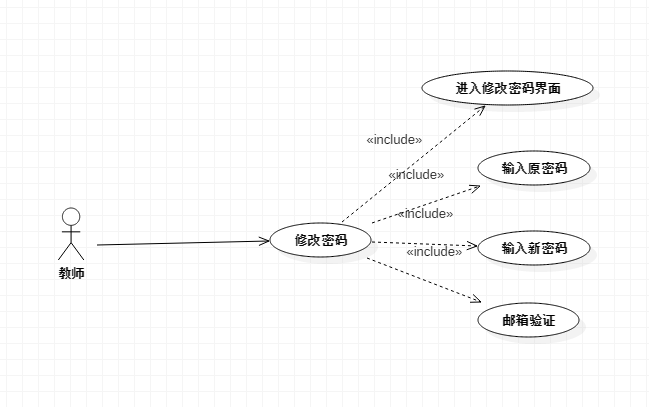 进入修改密码界面
«include»
«include»
输入原密码
«include»
修改密码
«include»
输入新密码
教师
邮箱验证